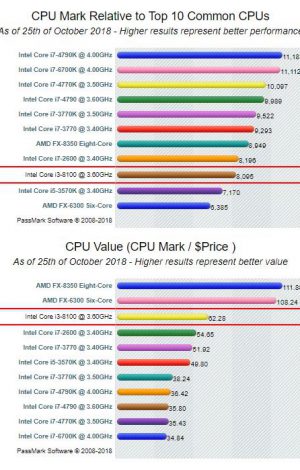 CPU Mark Relative to Top 10 Common CPUs
As of 25th of October 2018 - Higher results represent better performance
Intel Core i7-4790K @ 4.00GHz
Intel Core i7-6700K @ 4.00GHz 11,112
Intel Core i7-4770K @ 3.50GHz 10,097
Intel Core i7-4790 @ 3.60GHz 9,989
Intel Core i7-3770K @ 3.50GHz 9,522
Intel Core i7-3770 @ 3.40GHz 9,293
AMD FX-8350 Eight-Core 8,949
Intel Core i7-2600 @ 3.40GHz 8,196
Intel Core i3-8100 @ 3.60GHz 8,095
Intel Core i5-3570K @ 3.40GHz 7,170
AMD FX-6300 Six-Core 6,385
PassMark Software ® 2008-2018
CPU Value (CPU Mark / $Price )
As of 25th of October 2018 - Higher results represent better value
AMD FX-8350 Eight-Core
AMD FX-6300 Six-Core 108.24
Intel Core i3-8100 @ 3.60GHz 62.28
Intel Core i7-2600 @ 3.40GHz 54.65
Intel Core i7-3770 @ 3.40GHz 51.92
Intel Core i5-3570K @ 3.40GHz 49.80
Intel Core i7-3770K @ 3.50GHz 38.24
Intel Core i7-4790K @ 4.00GHz 36.42
Intel Core i7-4790 @ 3.60GHz 35.80
Intel Core i7-4770K @ 3.50GHz 35.43
Intel Core i7-6700K @ 4.00GHz 34.84
PassMark Software ® 2008-2018